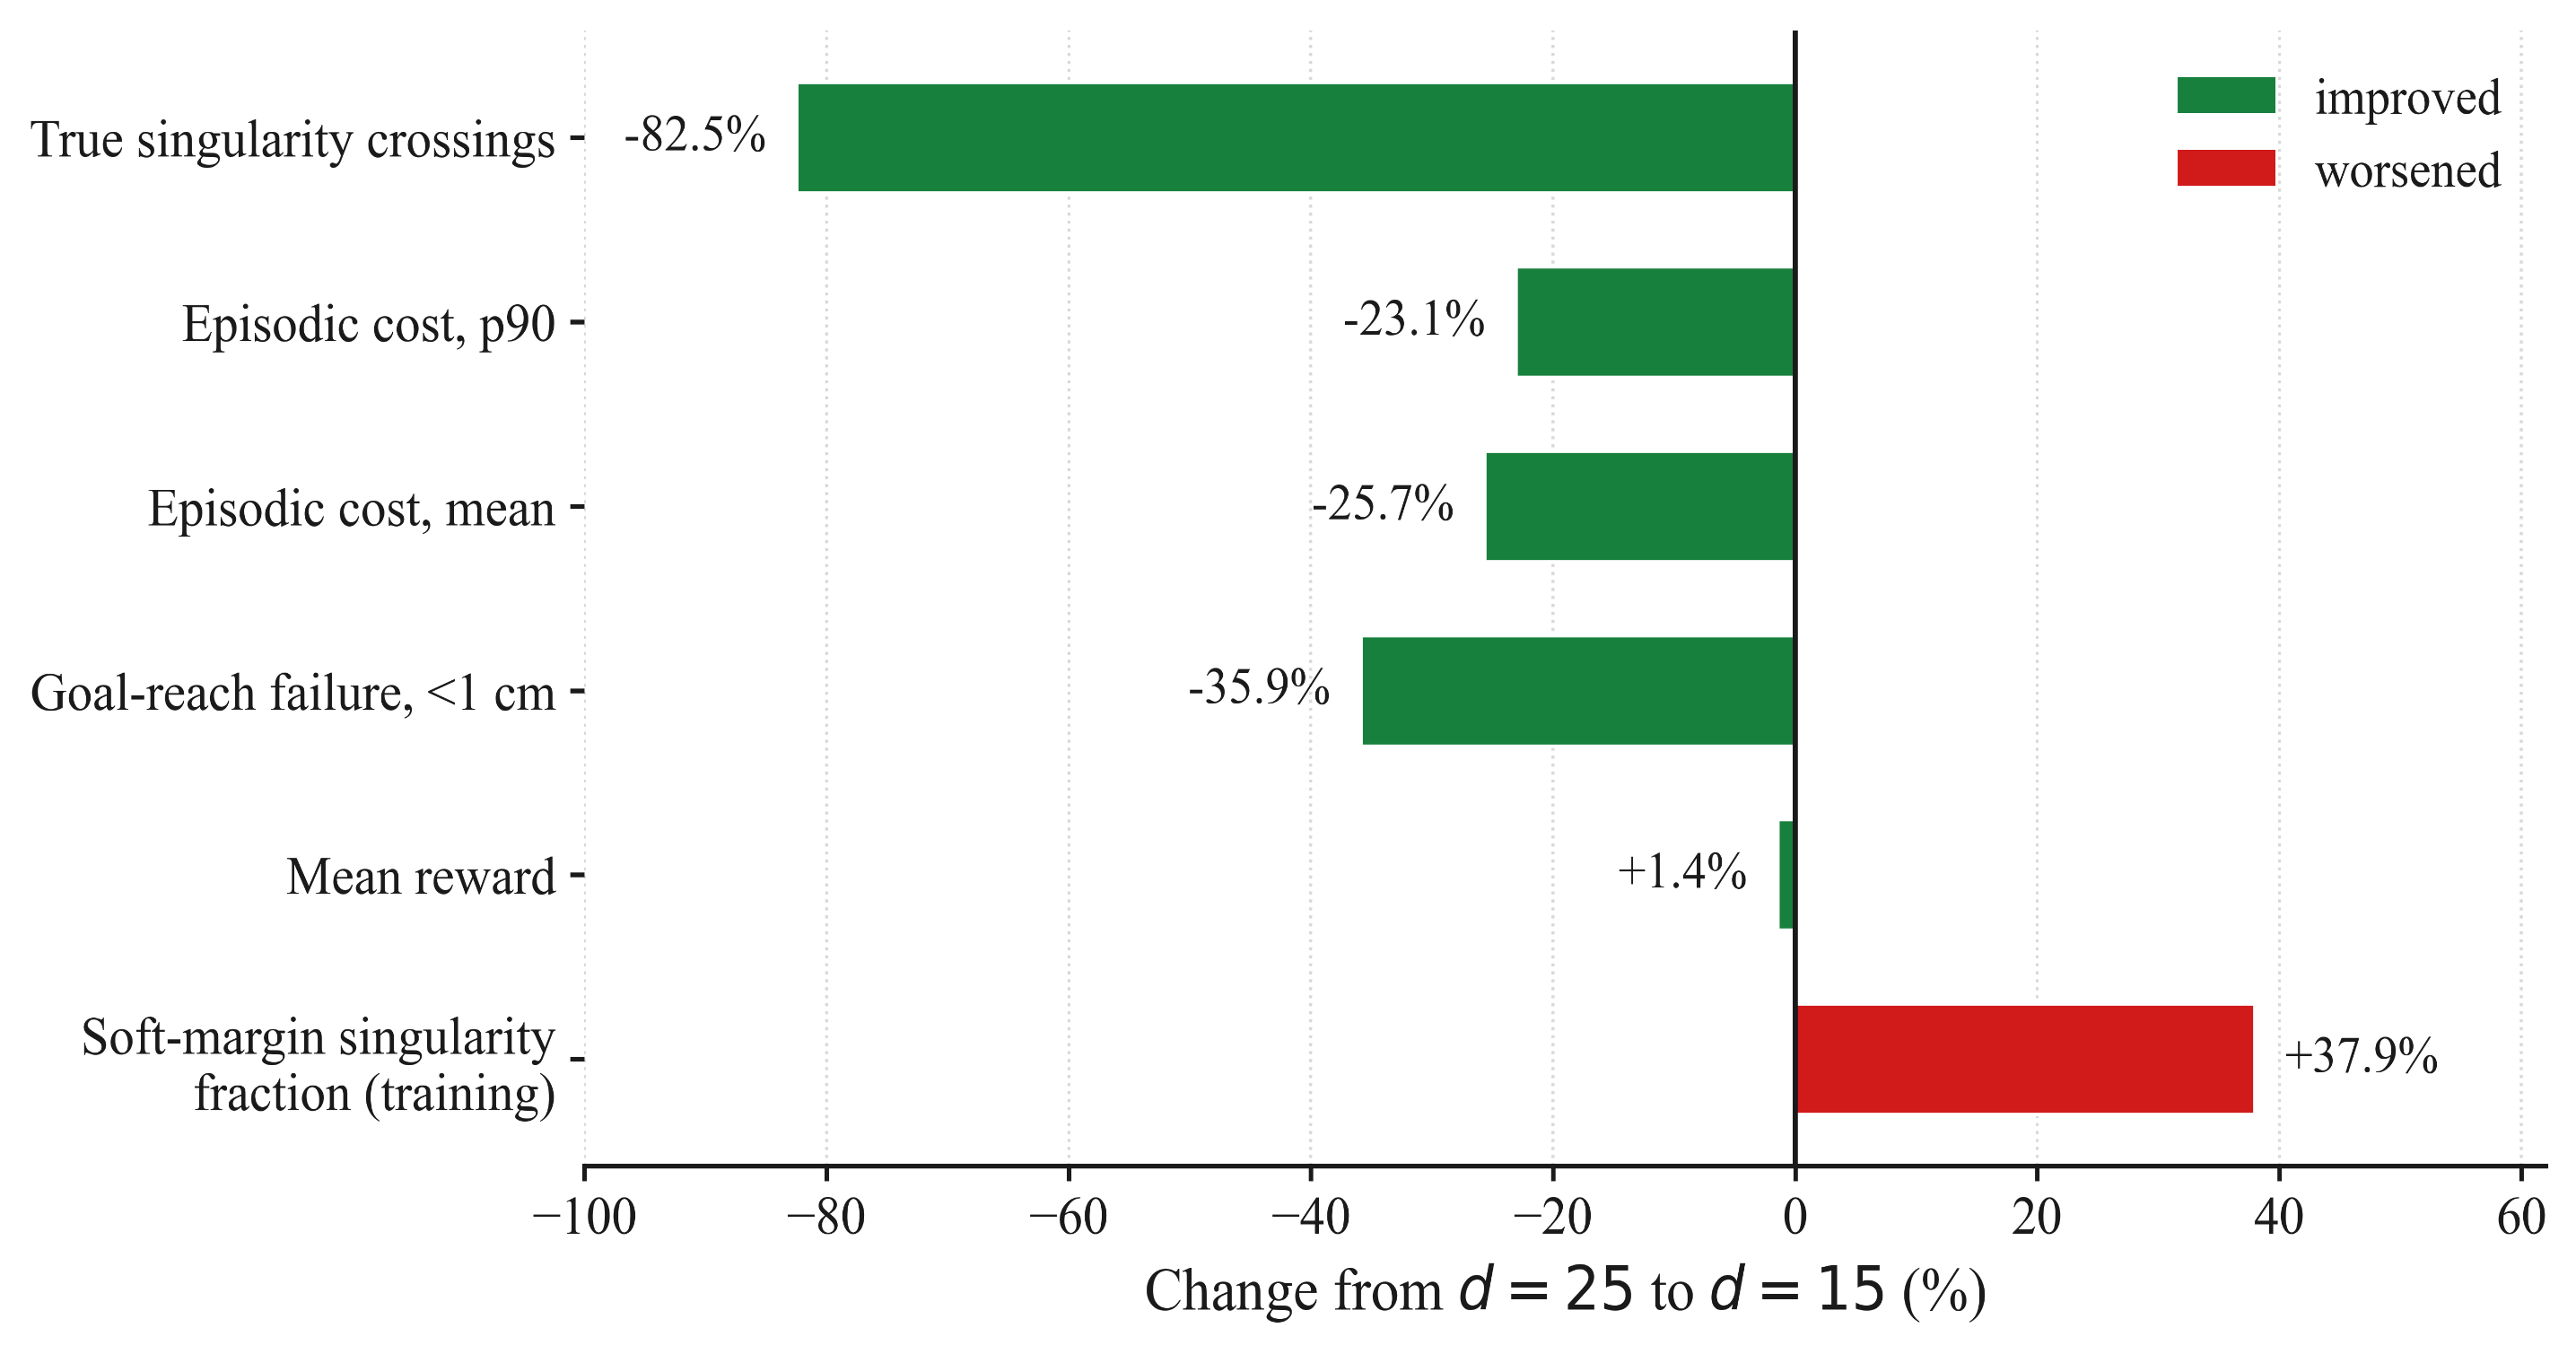 improved
worsened
True singularity crossings
-82.5%
Episodic cost, p90
-23.1%
Episodic cost, mean
-25.7%
Goal-reach failure, <1 cm
-35.9%
Mean reward
+1.4%
Soft-margin singularity
fraction (training)
+37.9%
−100 −80 −60 −40 −20 0 20 40 60
Change from d = 25 to d = 15 (%)